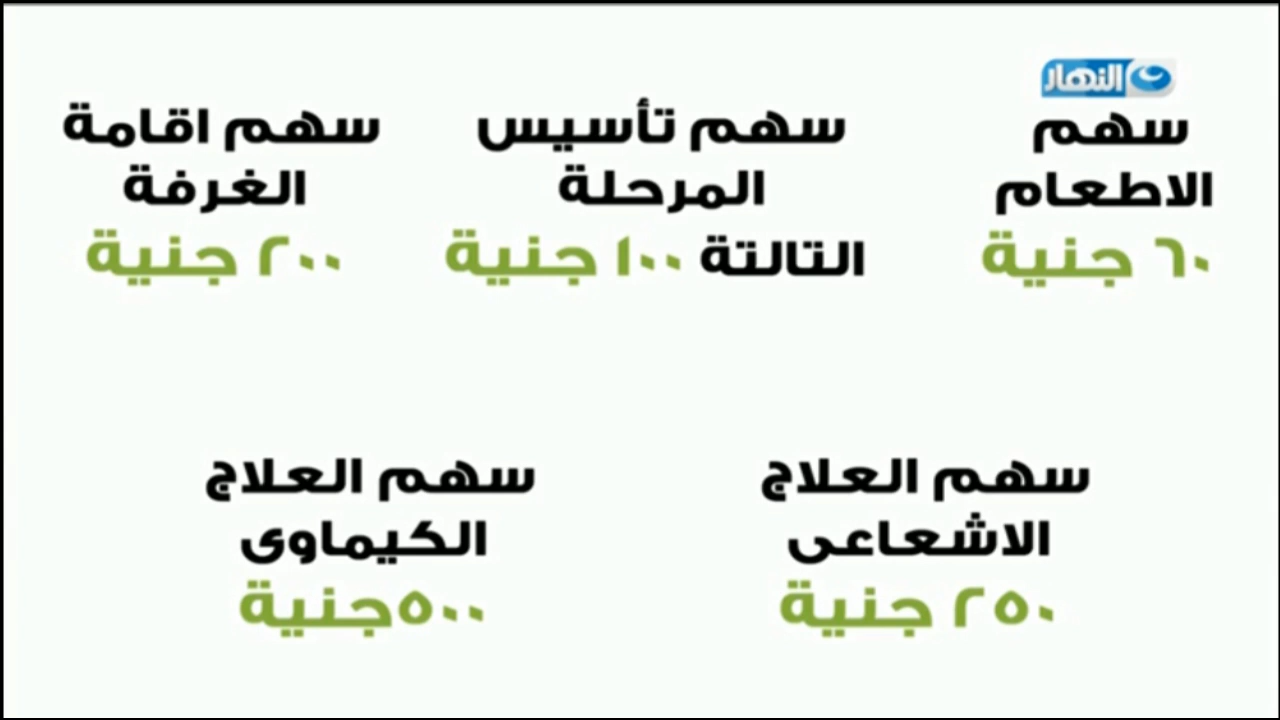 النهار
سهم
الاطعام
٦٠ جنية
سهم تأسيس
المرحلة
التالتة ١٠٠ جنية
سهم اقامة
الغرفة
٢٠٠ جنية
سهم العلاج
الاشعاعى
٢٥٠ جنية
سهم العلاج
الكيماوى
٥٠٠جنية